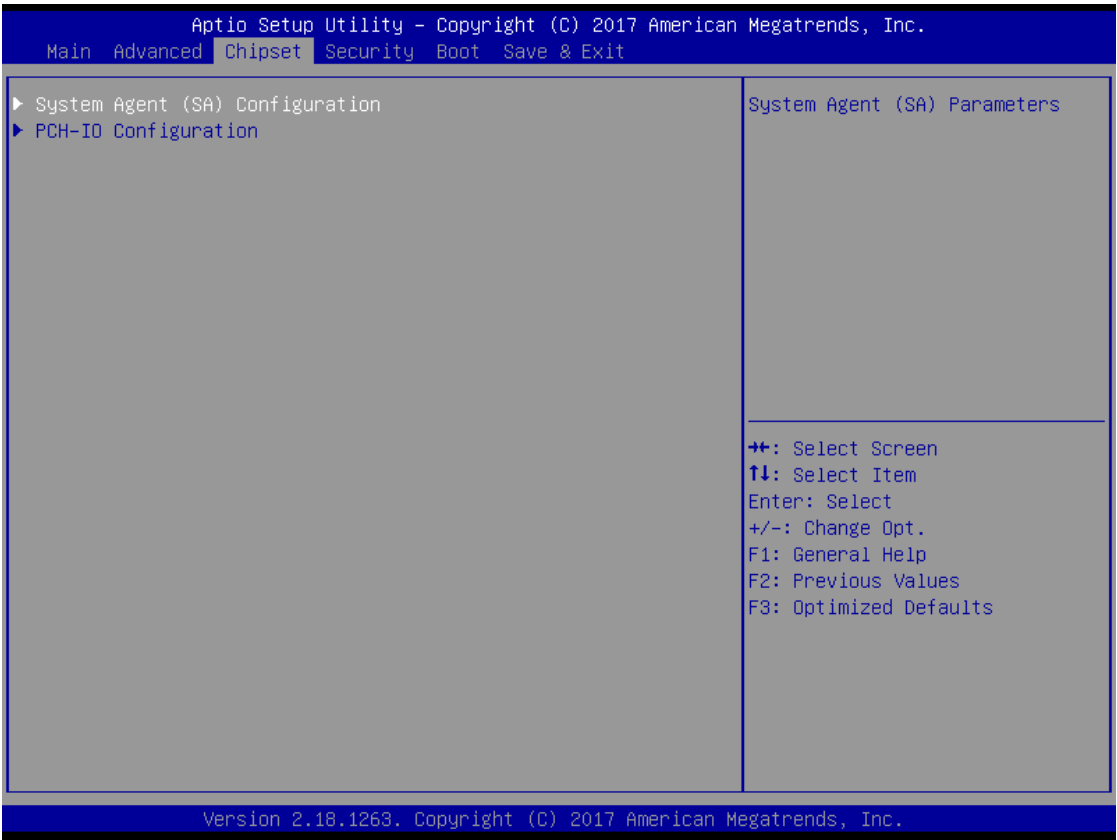 Aptio Setup Utility – Copyright (C) 2017 American Megatrends, Inc.
Main Advanced Chipset Security Boot Save & Exit
▶ System Agent (SA) Configuration
▶ PCH-IO Configuration
System Agent (SA) Parameters
→←: Select Screen
↑↓: Select Item
Enter: Select
+/-: Change Opt.
F1: General Help
F2: Previous Values
F3: Optimized Defaults
Version 2.18.1263. Copyright (C) 2017 American Megatrends, Inc.